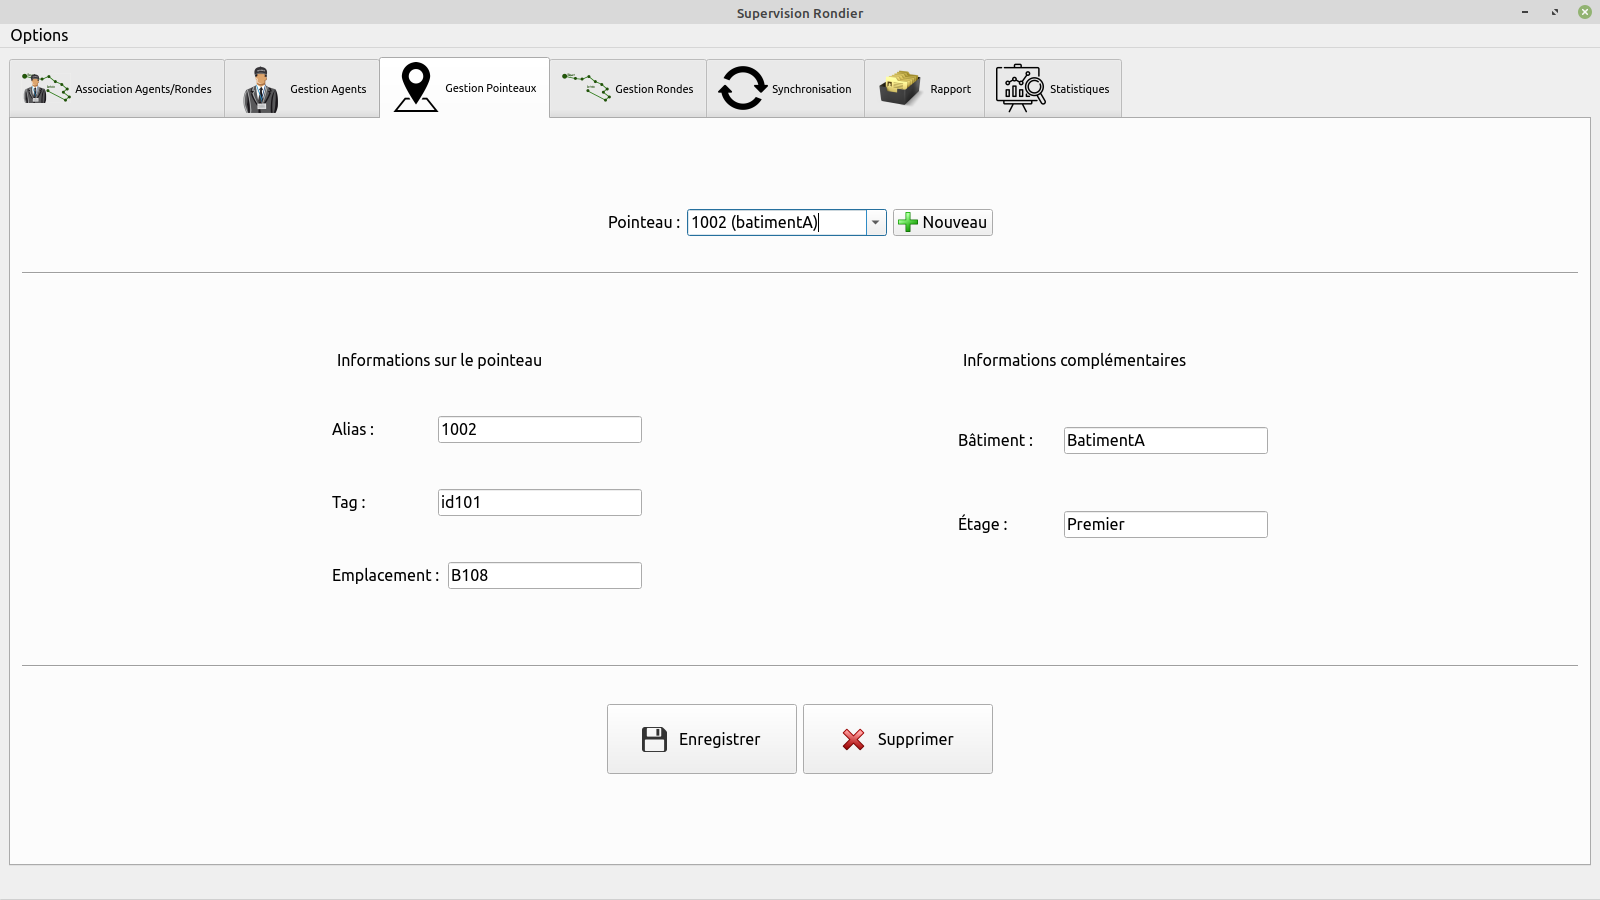 Supervision Rondier
Options
Association Agents/Rondes
Gestion Agents
Gestion Pointeaux
Gestion Rondes
Synchronisation
Rapport
Statistiques
Pointeau : 1002 (batimentA) Nouveau
Informations sur le pointeau
Alias : 1002
Tag : id101
Emplacement : B108
Informations complémentaires
Bâtiment : BatimentA
Étage : Premier
Enregistrer
Supprimer